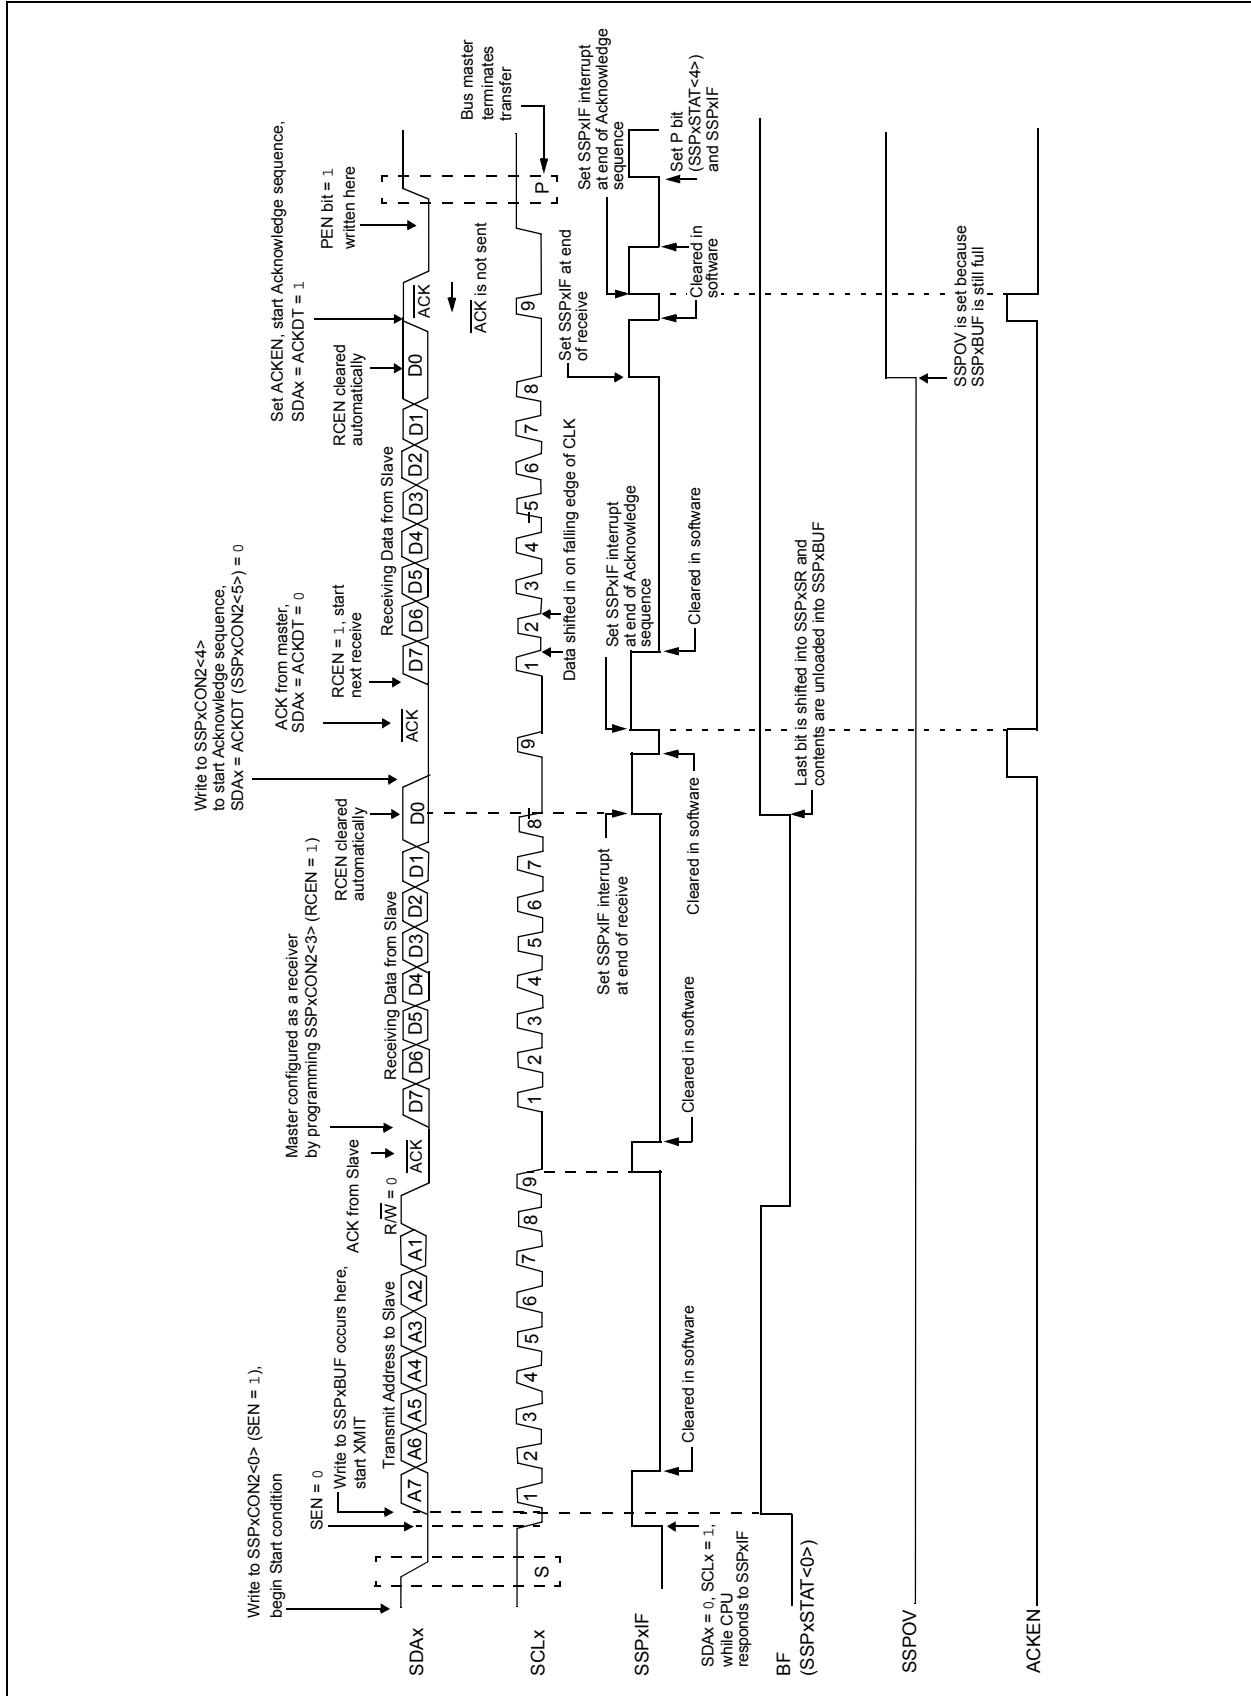 Write to SSPxCON2<0> (SEN = 1),
begin Start condition
SEN = 0
Write to SSPxBUF occurs here,
start XMIT
Transmit Address to Slave
R/W = 0
ACK from Slave
Master configured as a receiver
by programming SSPxCON2<3> (RCEN = 1)
Receiving Data from Slave
RCEN cleared
automatically
Write to SSPxCON2<4>
to start Acknowledge sequence,
SDAx = ACKDT (SSPxCON2<5>) = 0
ACK from master,
SDAx = ACKDT = 0
RCEN = 1, start
next receive
Receiving Data from Slave
RCEN cleared
automatically
Set ACKEN, start Acknowledge sequence,
SDAx = ACKDT = 1
PEN bit = 1
written here
SDAx
A7 A6 A5 A4 A3 A2 A1 ACK D7 D6 D5 D4 D3 D2 D1 D0 ACK D7 D6 D5 D4 D3 D2 D1 D0 ACK
ACK is not sent
Bus master
terminates
transfer
SCLx
S 1 2 3 4 5 6 7 8 9 1 2 3 4 5 6 7 8 9 1 2 3 4 5 6 7 8 9 P
Data shifted in on falling edge of CLK
Set SSPxIF interrupt
at end of receive
Set SSPxIF interrupt
at end of Acknowledge
sequence
Set SSPxIF at end
of receive
Set SSPxIF interrupt
at end of Acknowledge
sequence
SSPxIF
SDAx = 0, SCLx = 1,
while CPU
responds to SSPxIF
Cleared in software
Cleared in software
Cleared in software
Cleared in software
Cleared in
software
Set P bit
(SSPxSTAT<4>)
and SSPxIF
BF
(SSPxSTAT<0>)
Last bit is shifted into SSPxSR and
contents are unloaded into SSPxBUF
SSPOV
SSPOV is set because
SSPxBUF is still full
ACKEN